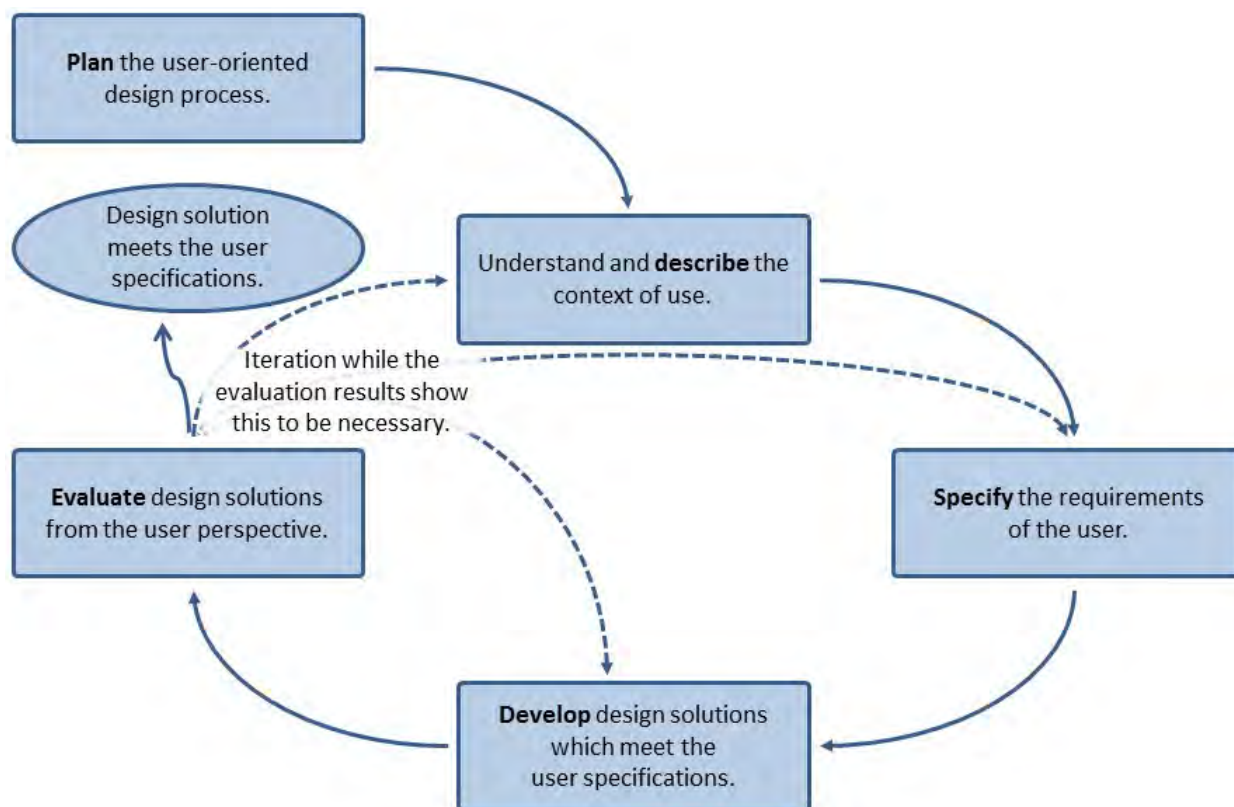 Plan the user-oriented
design process.
Design solution
meets the user
specifications.
Understand and describe the
context of use.
Iteration while the
evaluation results show
this to be necessary.
Evaluate design solutions
from the user perspective.
Specify the requirements
of the user.
Develop design solutions
which meet the
user specifications.